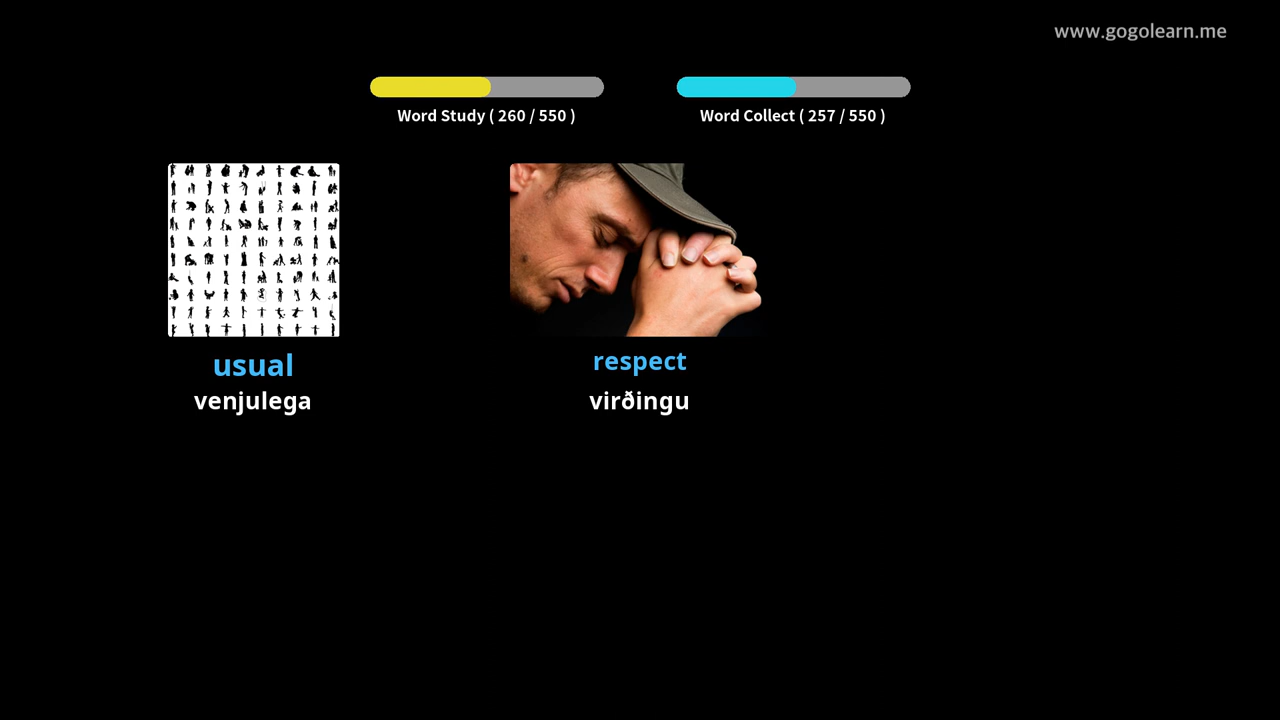 www.gogolearn.me
Word Study ( 260 / 550 )
Word Collect ( 257 / 550 )
usual
venjulega
respect
virðingu